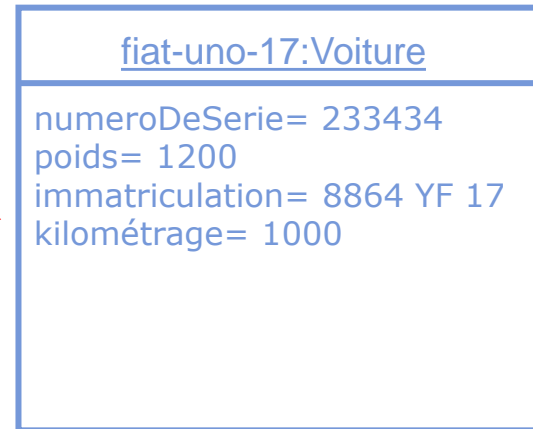 fiat-uno-17:Voiture
numeroDeSerie= 233434
poids= 1200
immatriculation= 8864 YF 17
kilométrage= 1000